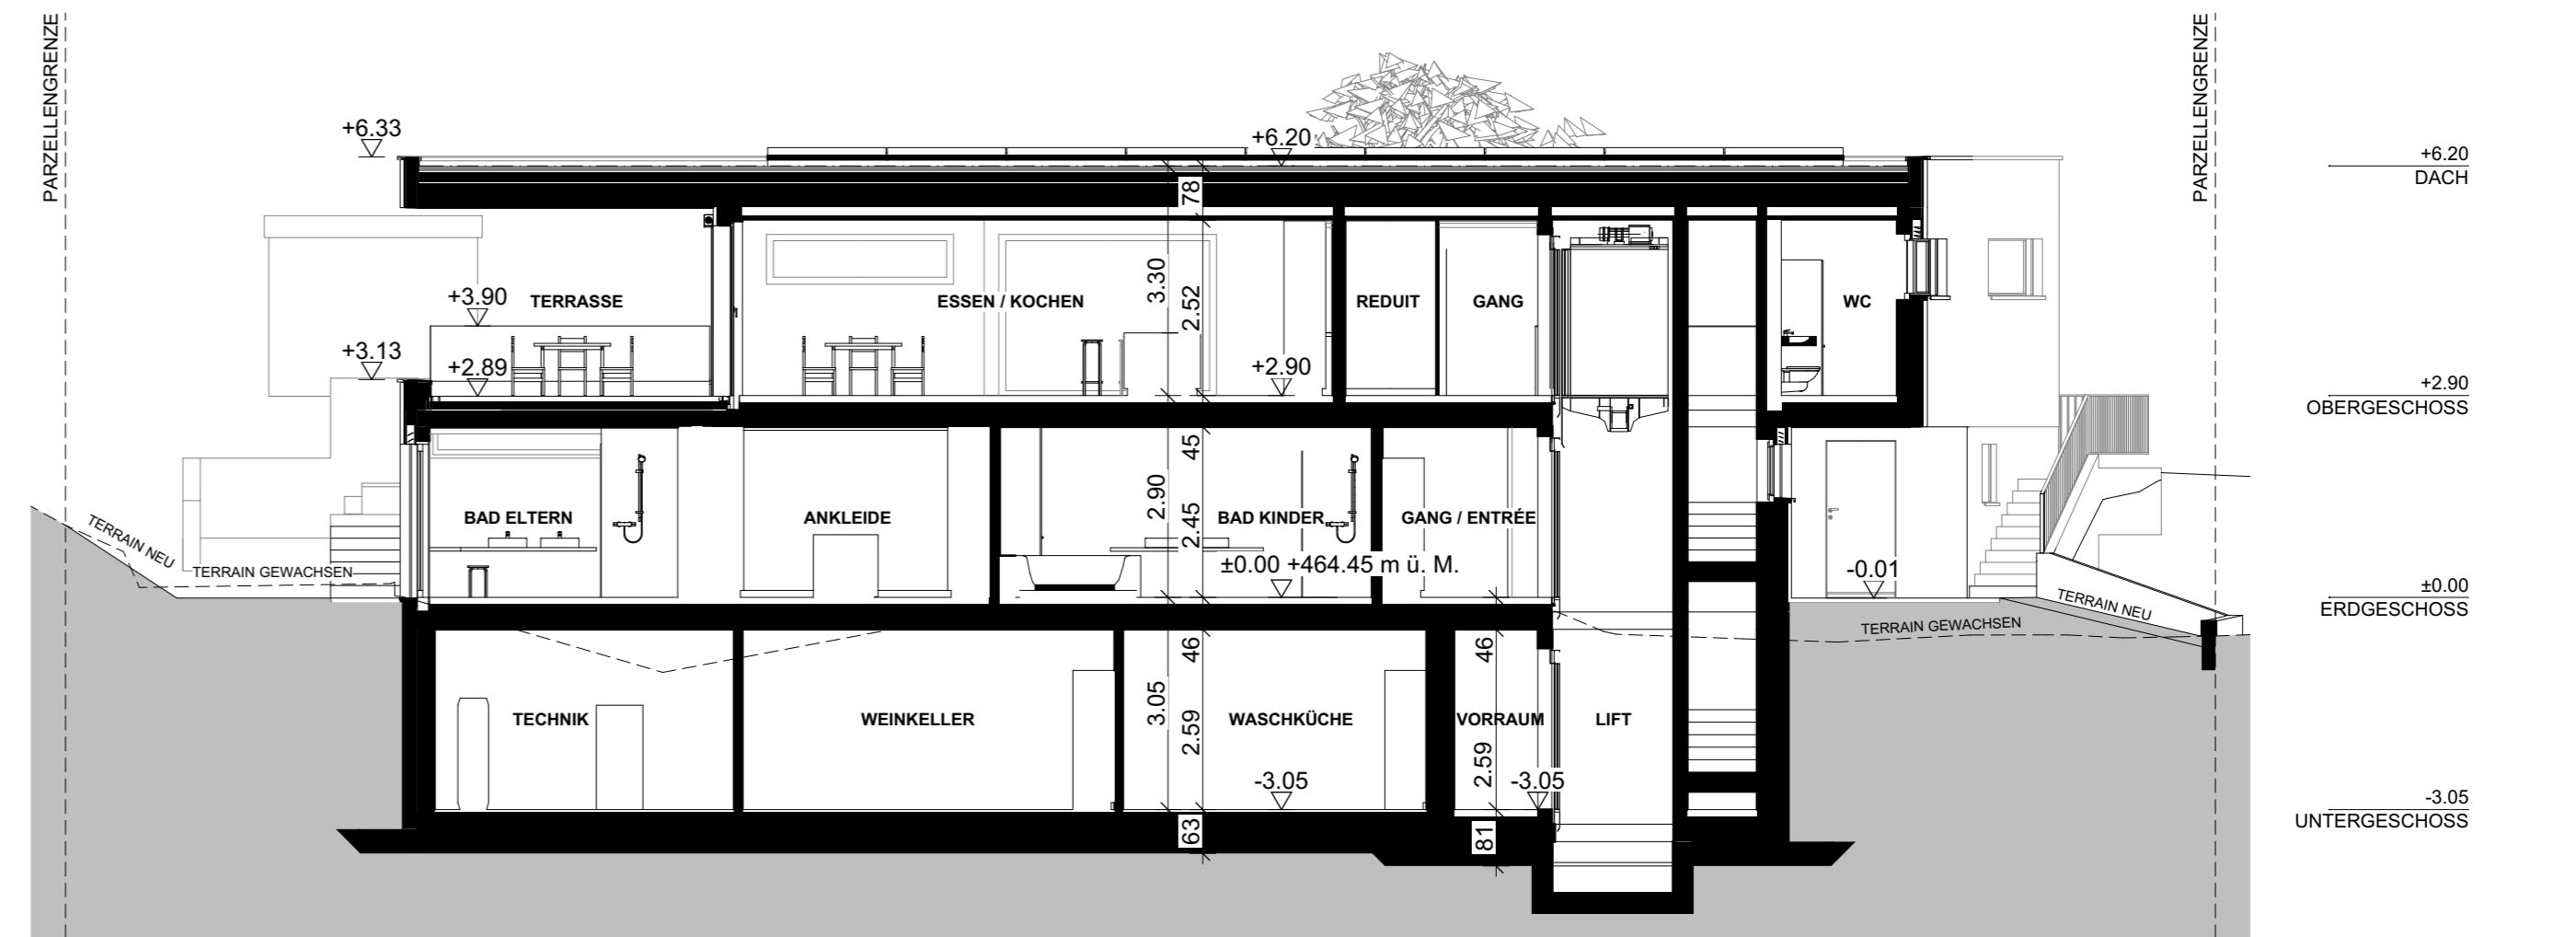 PARZELLENGRENZE
PARZELLENGRENZE
+6.33
+6.20
+6.20
DACH
78
+3.90
TERRASSE
ESSEN / KOCHEN
3.30
2.52
REDUIT
GANG
WC
+3.13
+2.89
+2.90
+2.90
OBERGESCHOSS
45
2.90
2.45
BAD ELTERN
ANKLEIDE
BAD KINDER
GANG / ENTRÉE
TERRAIN NEU
TERRAIN GEWACHSEN
±0.00 +464.45 m ü. M.
-0.01
±0.00
ERDGESCHOSS
TERRAIN NEU
TERRAIN GEWACHSEN
46
46
3.05
2.59
TECHNIK
WEINKELLER
WASCHKÜCHE
VORRAUM
LIFT
2.59
-3.05
-3.05
-3.05
UNTERGESCHOSS
63
81